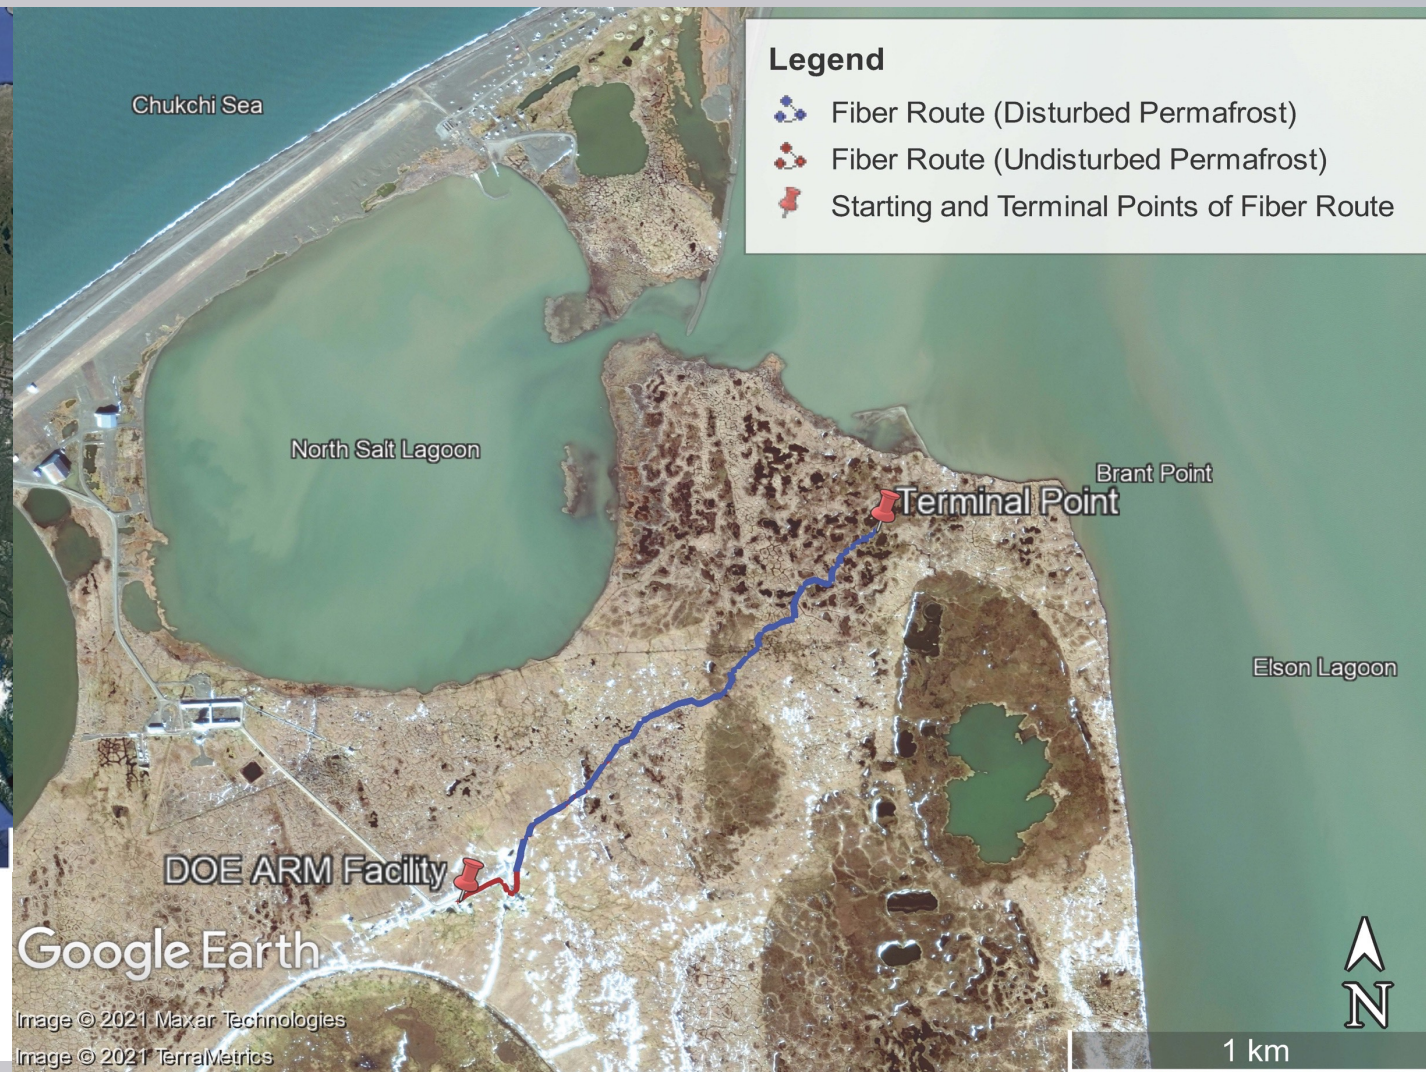 Legend
Fiber Route (Disturbed Permafrost)
Fiber Route (Undisturbed Permafrost)
Starting and Terminal Points of Fiber Route
Chukchi Sea
North Salt Lagoon
Brant Point
Terminal Point
Elson Lagoon
DOE ARM Facility
Google Earth
Image © 2021 Maxar Technologies
Image © 2021 TerraMetrics
N
1 km